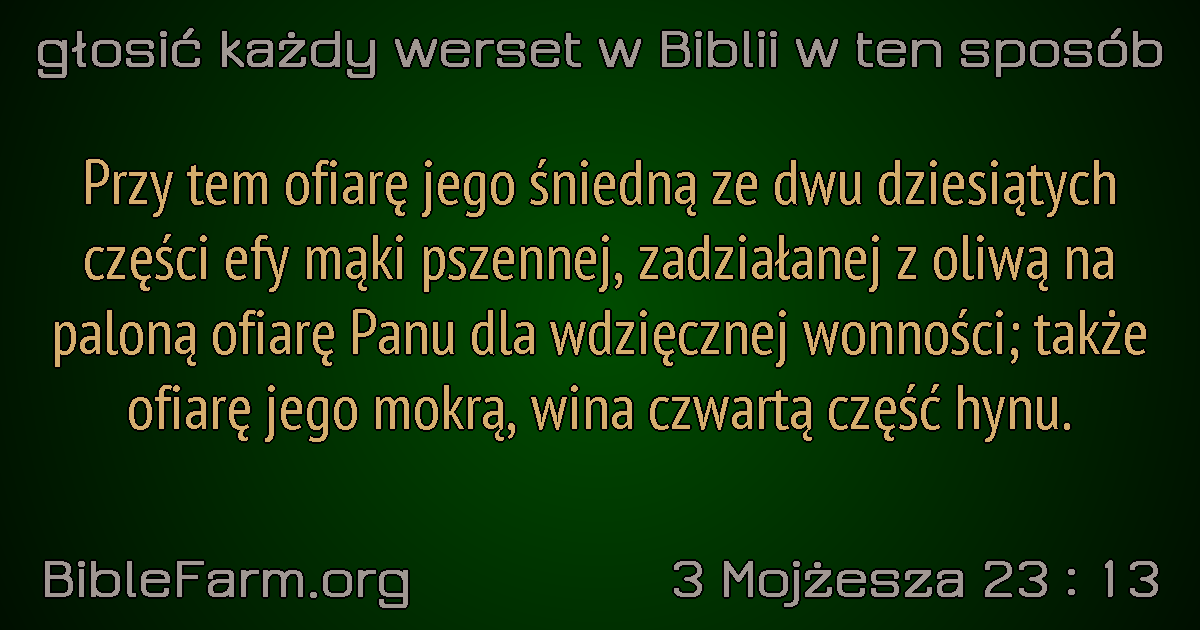 głosić każdy werset w Biblii w ten sposób
Przy tem ofiarę jego śniedną ze dwu dziesiątych
części efy mąki pszennej, zadziałanej z oliwą na
paloną ofiarę Panu dla wdzięcznej wonności; także
ofiarę jego mokrą, wina czwartą część hynu.
BibleFarm.org
3 Mojżesza 23 : 13